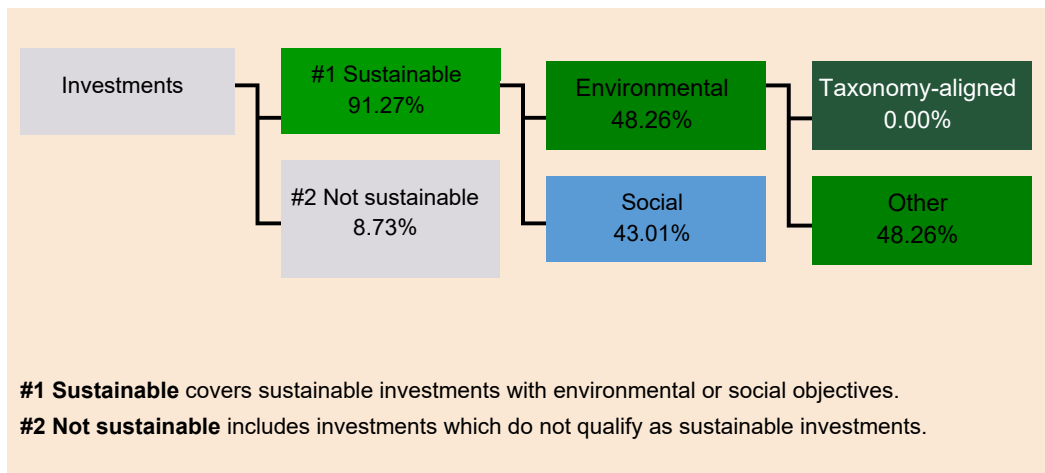 Investments
#1 Sustainable
91.27%
#2 Not sustainable
8.73%
Environmental
48.26%
Social
43.01%
Taxonomy-aligned
0.00%
Other
48.26%
#1 Sustainable covers sustainable investments with environmental or social objectives.
#2 Not sustainable includes investments which do not qualify as sustainable investments.